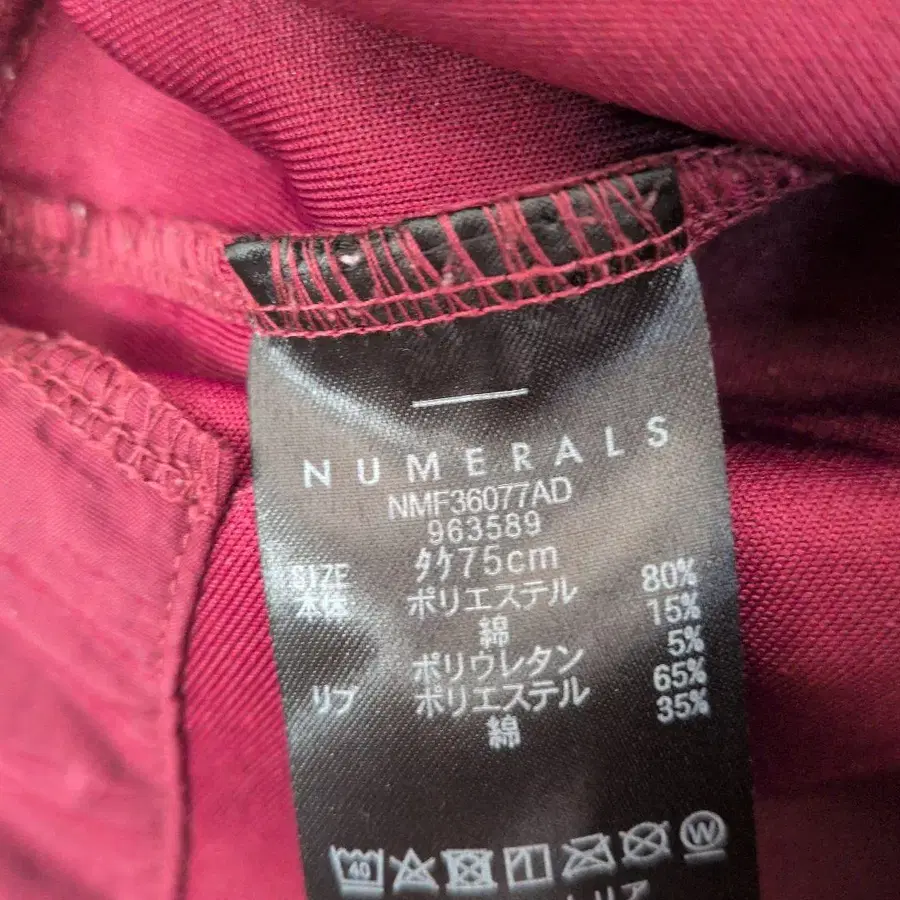 NUMERALS
NMF36077AD
963589
SIZE タケ75cm
本体 ポリエステル 80%
綿 15%
ポリウレタン 5%
リブ ポリエステル 65%
綿 35%
40 W